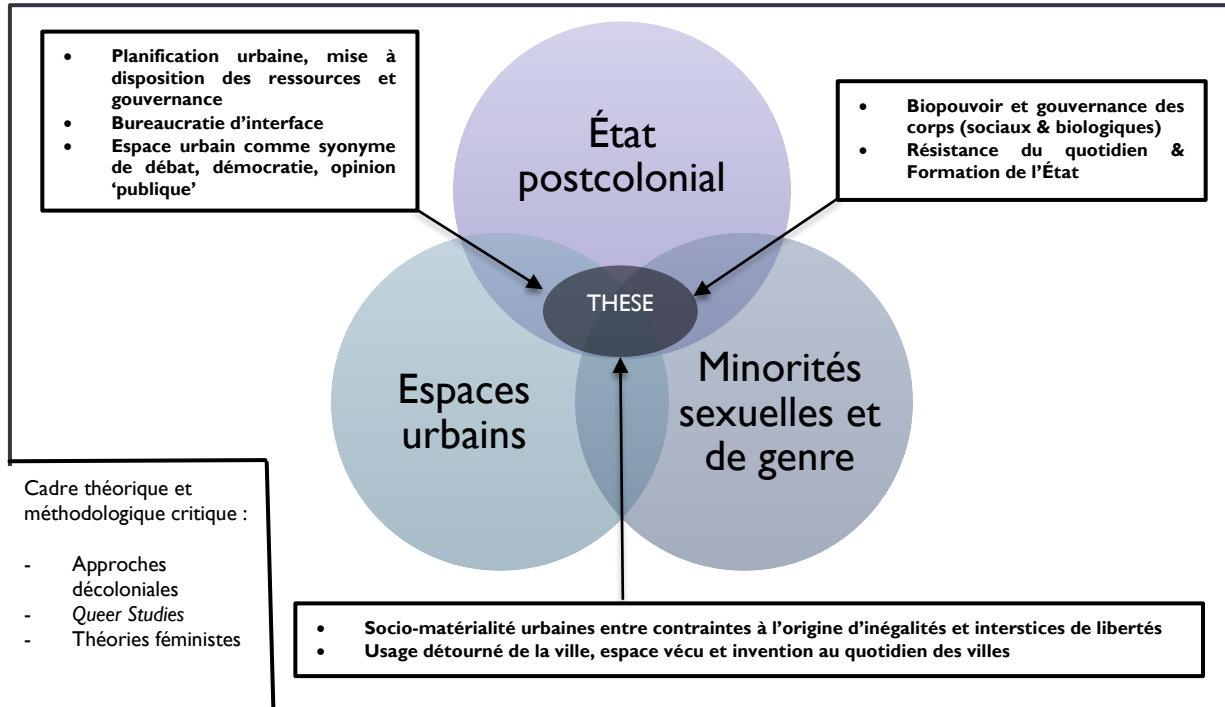 • Planification urbaine, mise à
disposition des ressources et
gouvernance
• Bureaucratie d’interface
• Espace urbain comme synonyme
de débat, démocratie, opinion
‘publique’
État
postcolonial
• Biopouvoir et gouvernance des
corps (sociaux & biologiques)
• Résistance du quotidien &
Formation de l’État
THESE
Espaces
urbains
Minorités
sexuelles et
de genre
Cadre théorique et
méthodologique critique :
- Approches
décoloniales
- Queer Studies
- Théories féministes
• Socio-matérialité urbaines entre contraintes à l’origine d’inégalités et interstices de libertés
• Usage détourné de la ville, espace vécu et invention au quotidien des villes